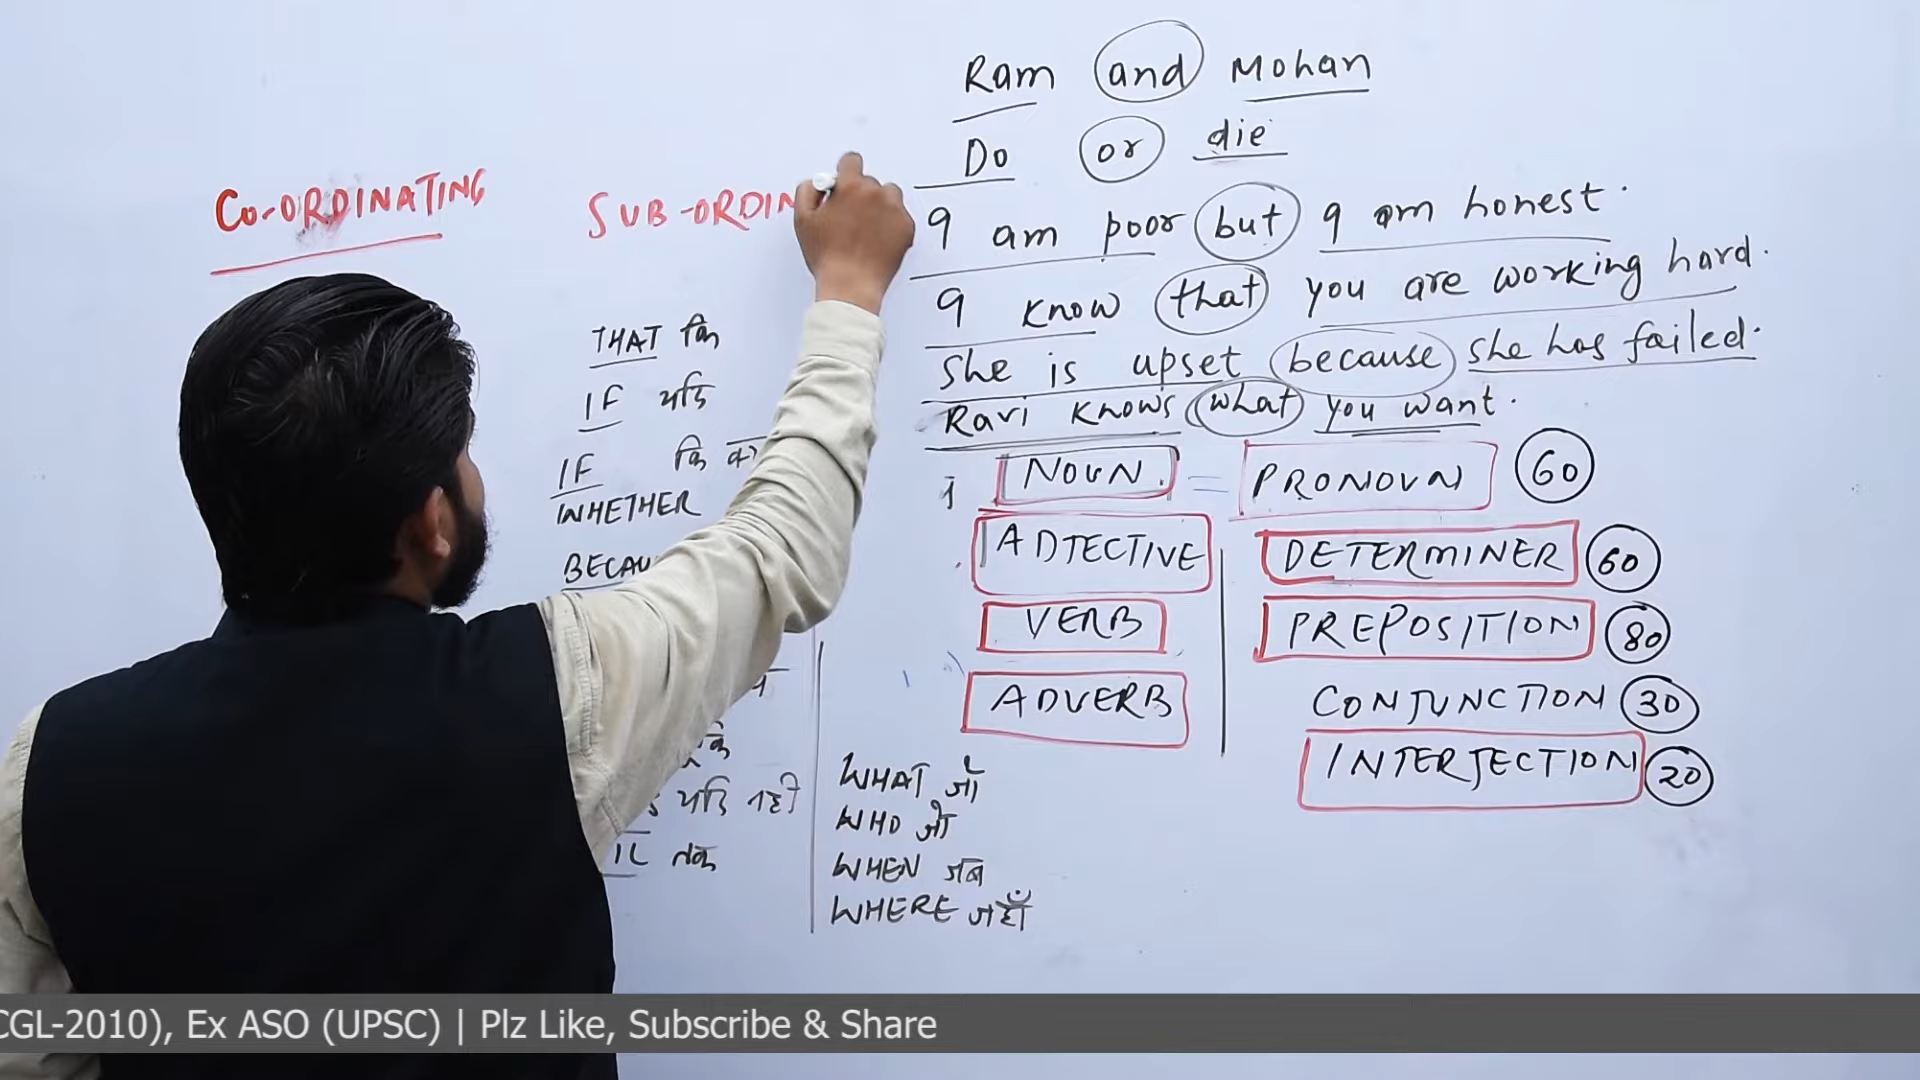 CO-ORDINATING
SUB-ORDIN
THAT कि
IF यदि
IF कि
WHETHER
BECAU
यदि नहीं
IL तक
WHAT जो
WHO जो
WHEN जब
WHERE जहाँ
Ram and Mohan
Do or die
9 am poor but 9 am honest.
9 know that you are working hard.
She is upset because she has failed.
Ravi knows what you want.
NOUN = PRONOUN 60
ADJECTIVE DETERMINER 60
VERB PREPOSITION 80
ADVERB CONJUNCTION 30
INTERJECTION 20
CGL-2010), Ex ASO (UPSC) | Plz Like, Subscribe & Share